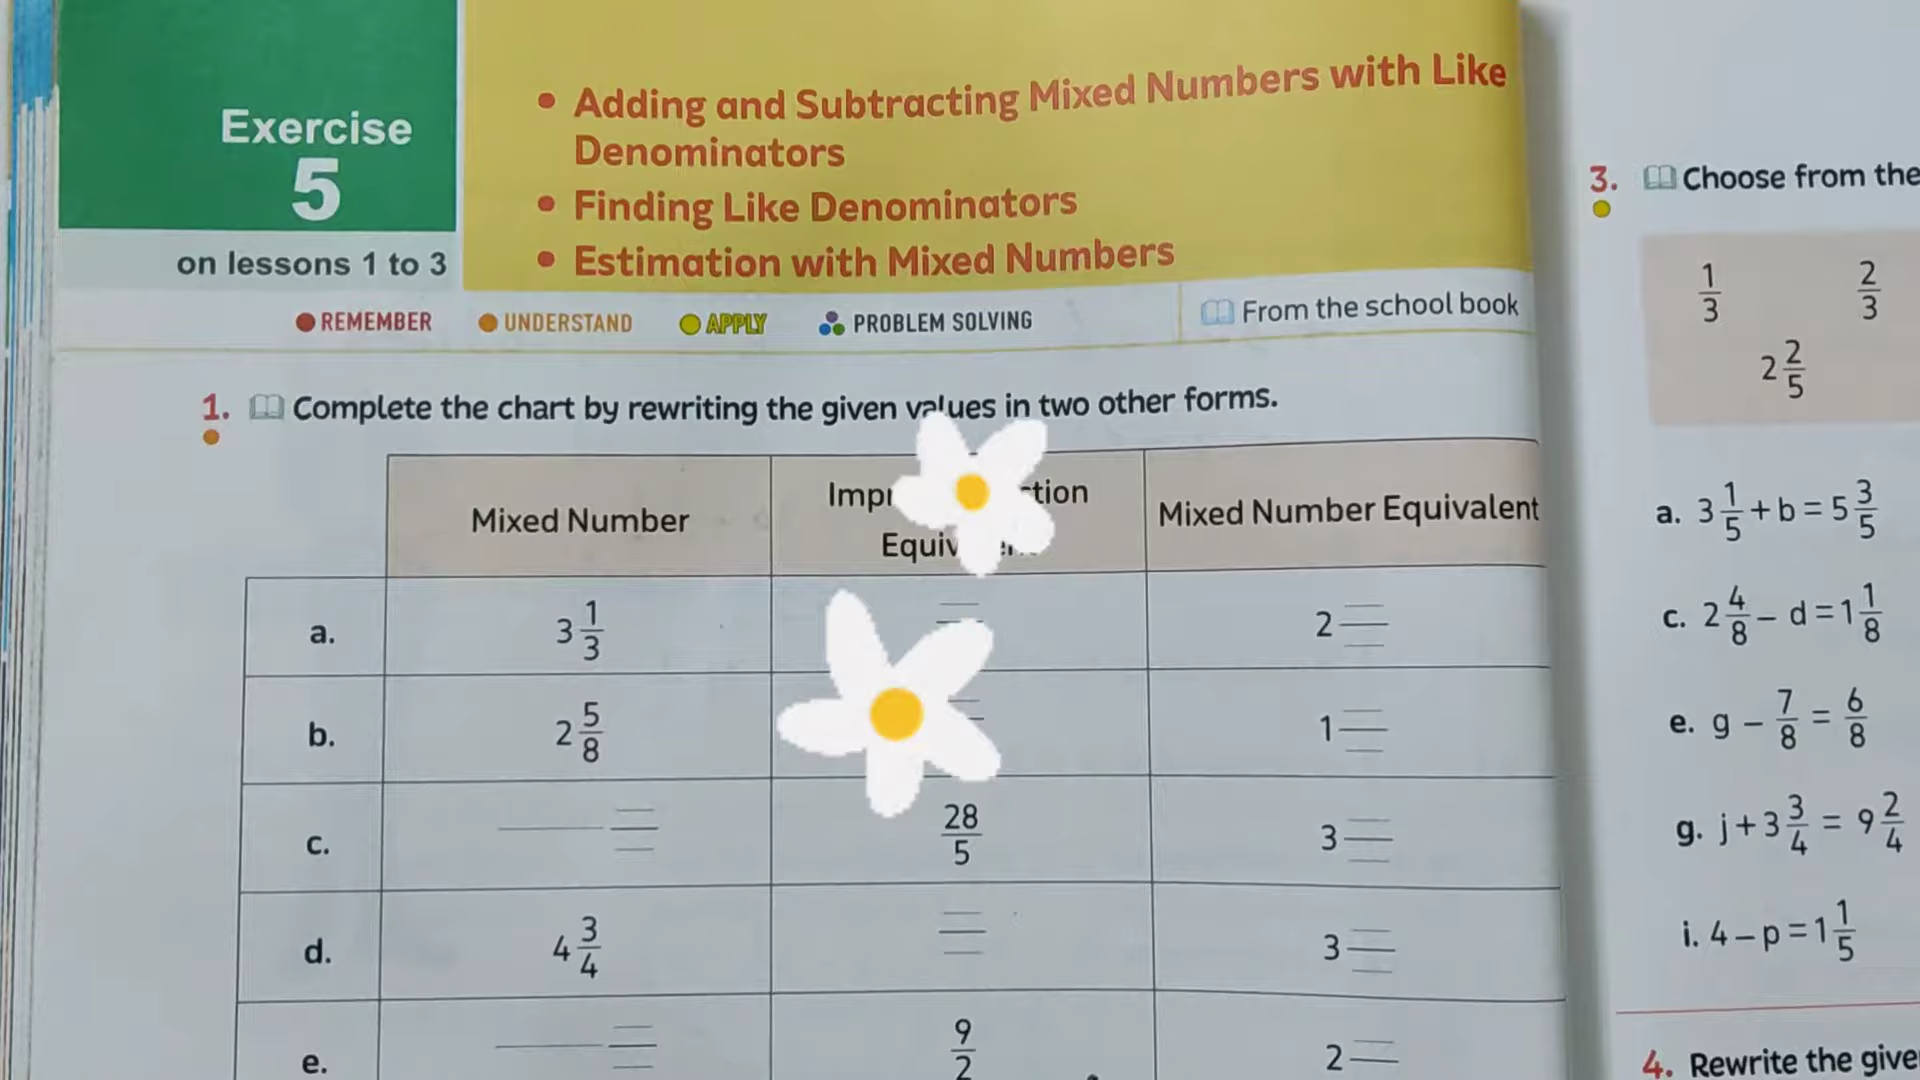 Exercise
5
on lessons 1 to 3
• Adding and Subtracting Mixed Numbers with Like
Denominators
• Finding Like Denominators
• Estimation with Mixed Numbers
REMEMBER UNDERSTAND APPLY PROBLEM SOLVING From the school book
1. Complete the chart by rewriting the given values in two other forms.
Mixed Number Mixed Number Equivalent
a. 3 1/3 2
b. 2 5/8 1
c. 28/5 3
d. 4 3/4 3
e. 9/2 2
3. Choose from the
1/3 2/3
2 2/5
a. 3 1/5 + b = 5 3/5
c. 2 4/8 – d = 1 1/8
e. g – 7/8 = 6/8
g. j + 3 3/4 = 9 2/4
i. 4 – p = 1 1/5
4. Rewrite the